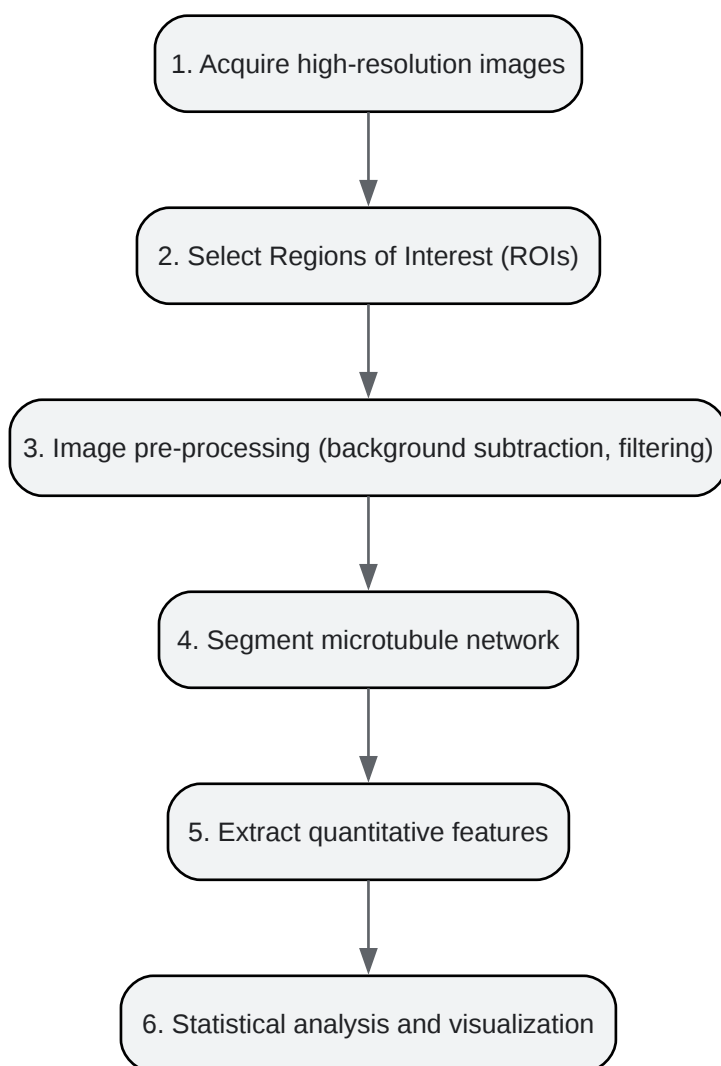 1. Acquire high-resolution images
2. Select Regions of Interest (ROIs)
3. Image pre-processing (background subtraction, filtering)
4. Segment microtubule network
5. Extract quantitative features
6. Statistical analysis and visualization